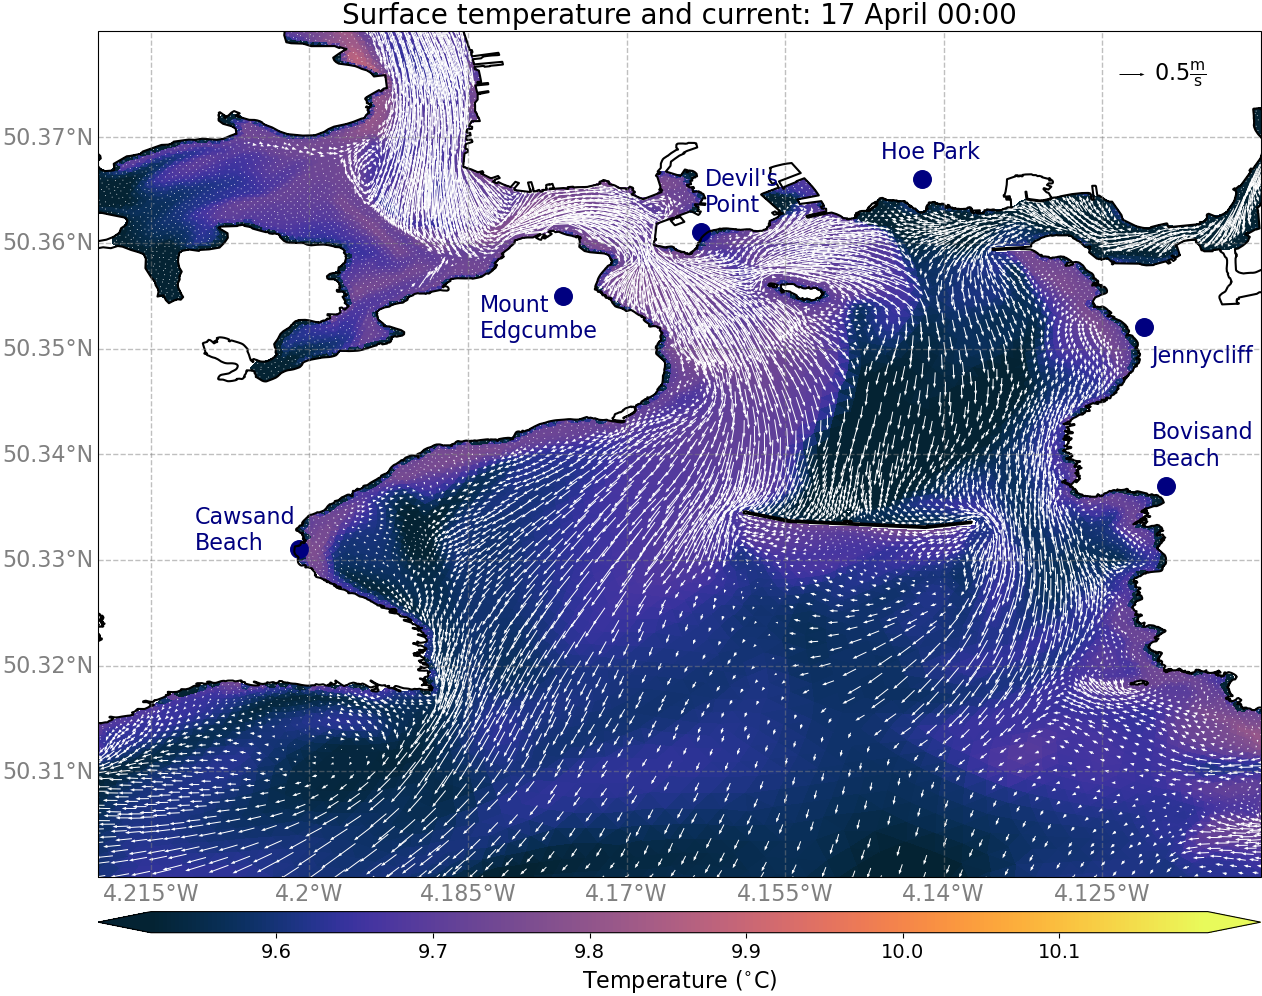 Surface temperature and current: 17 April 00:00
0.5 m/s
50.37°N
Hoe Park
Devil's
Point
50.36°N
Mount
Edgcumbe
50.35°N
Jennycliff
Bovisand
Beach
50.34°N
Cawsand
Beach
50.33°N
50.32°N
50.31°N
4.215°W 4.2°W 4.185°W 4.17°W 4.155°W 4.14°W 4.125°W
9.6 9.7 9.8 9.9 10.0 10.1
Temperature (°C)